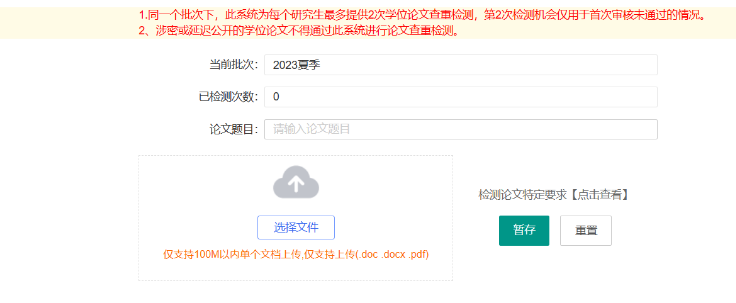 1.同一个批次下，此系统为每个研究生最多提供2次学位论文查重检测，第2次检测机会仅用于首次审核未通过的情况。
2、涉密或延迟公开的学位论文不得通过此系统进行论文查重检测。
当前批次：2023夏季
已检测次数：0
论文题目：请输入论文题目
检测论文特定要求【点击查看】
选择文件
暂存 重置
仅支持100M以内单个文档上传,仅支持上传(.doc .docx .pdf)